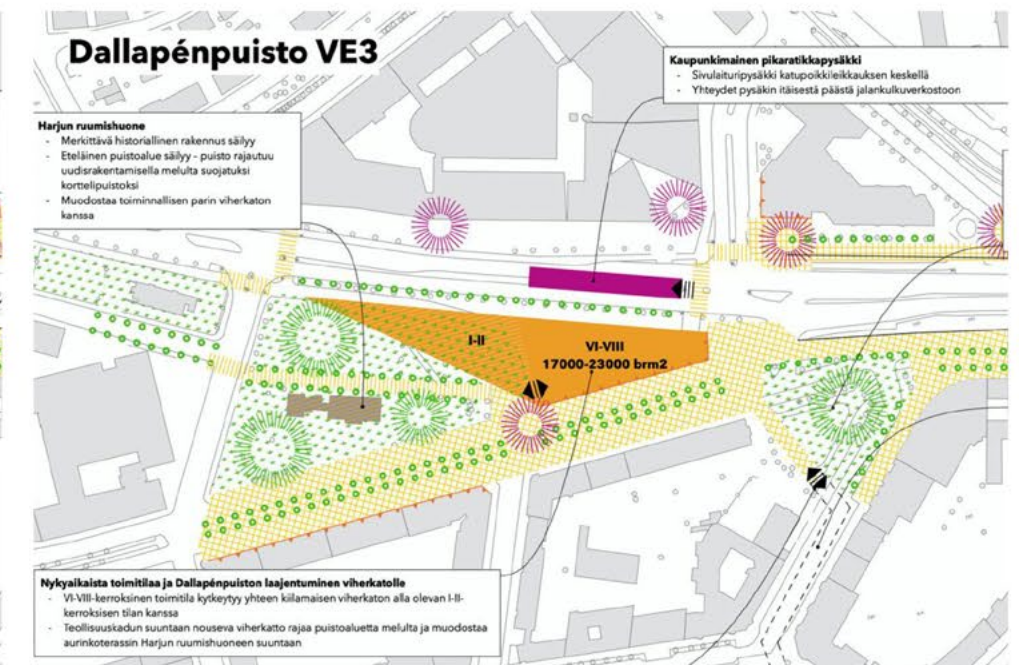 Dallapénpuisto VE3
Kaupunkimainen pikaratikkapysäkki
- Sivulaituripysäkki katupoikkileikkauksen keskellä
- Yhteydet pysäkin itäisestä päästä jalankulkuverkostoon
Harjun ruumishuone
- Merkittävä historiallinen rakennus säilyy
- Eteläinen puistoalue säilyy - puisto rajautuu
uudisrakentamisella melulta suojatuksi
korttelipuistoksi
- Muodostaa toiminnallisen parin viherkaton
kanssa
I-II
VI-VIII
17000-23000 brm2
Nykyaikaista toimitilaa ja Dallapénpuiston laajentuminen viherkatolle
- VI-VIII-kerroksinen toimitila kytkeytyy yhteen kiilamaisen viherkaton alla olevan I-II-
kerroksisen tilan kanssa
- Teollisuuskadun suuntaan nouseva viherkatto rajaa puistoaluetta melulta ja muodostaa
aurinkoterassin Harjun ruumishuoneen suuntaan